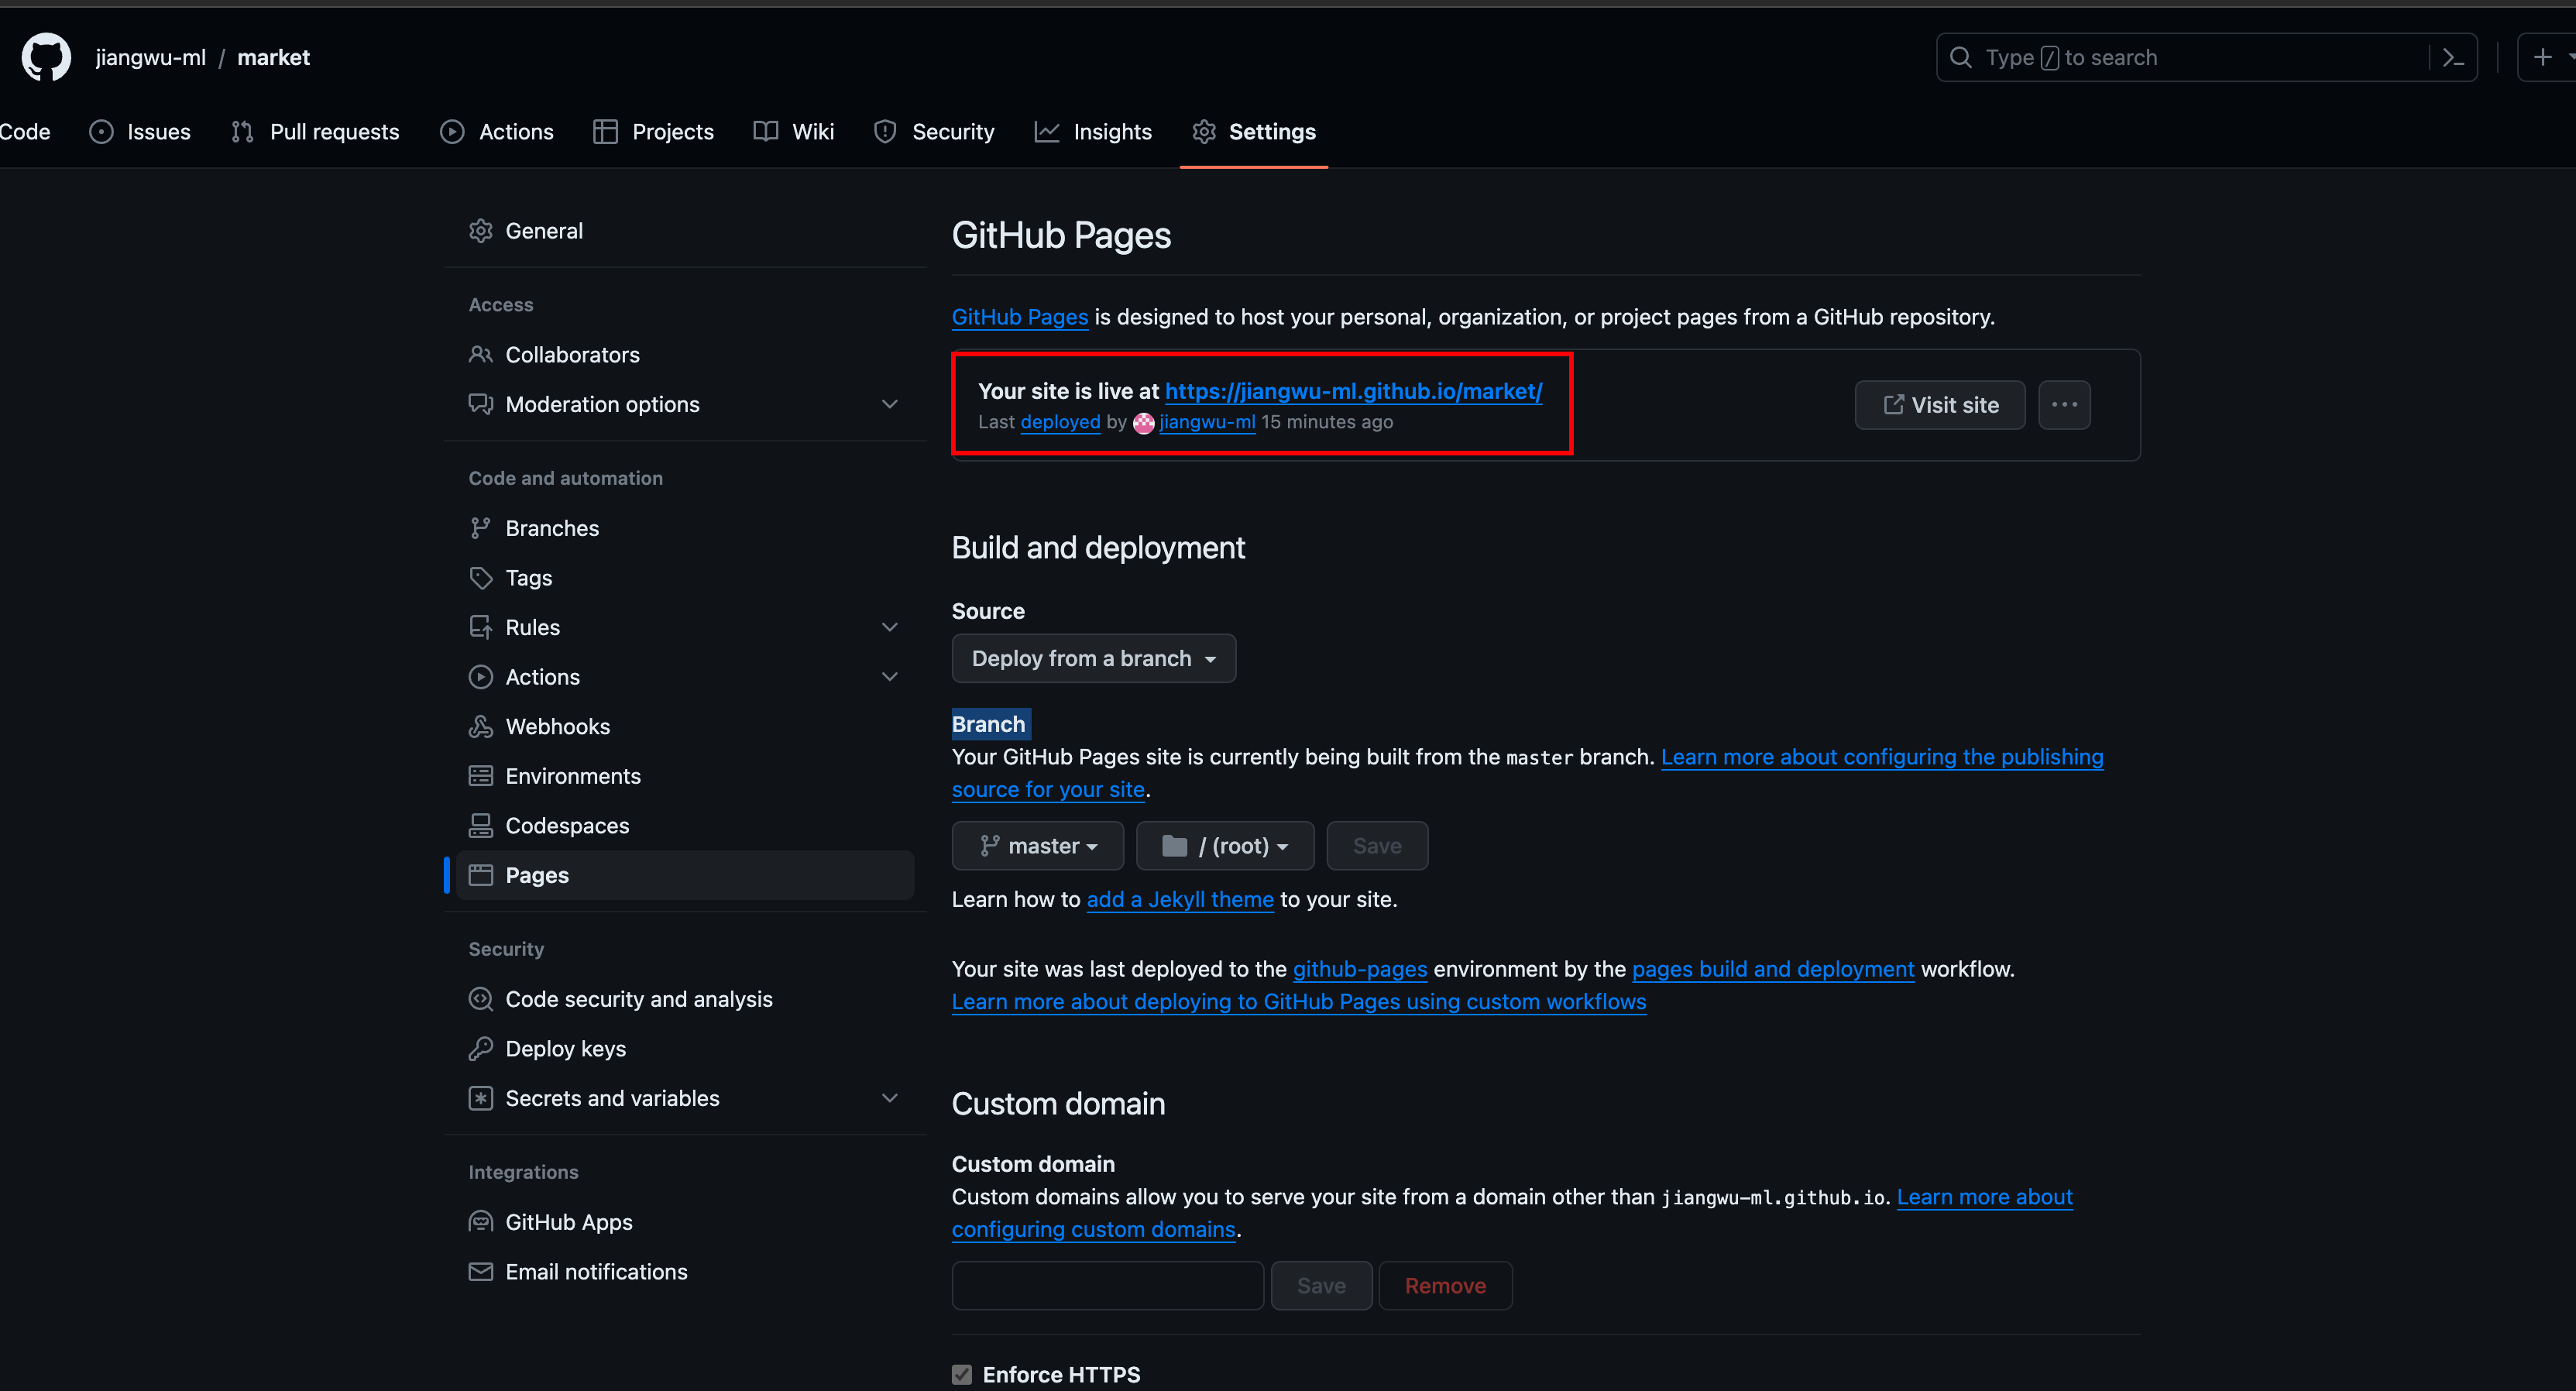 jiangwu-ml / market
Type / to search
Code
Issues
Pull requests
Actions
Projects
Wiki
Security
Insights
Settings
General
Access
Collaborators
Moderation options
Code and automation
Branches
Tags
Rules
Actions
Webhooks
Environments
Codespaces
Pages
Security
Code security and analysis
Deploy keys
Secrets and variables
Integrations
GitHub Apps
Email notifications
GitHub Pages
GitHub Pages is designed to host your personal, organization, or project pages from a GitHub repository.
Your site is live at https://jiangwu-ml.github.io/market/
Last deployed by jiangwu-ml 15 minutes ago
Visit site
Build and deployment
Source
Deploy from a branch
Branch
Your GitHub Pages site is currently being built from the master branch. Learn more about configuring the publishing
source for your site.
master
/ (root)
Save
Learn how to add a Jekyll theme to your site.
Your site was last deployed to the github-pages environment by the pages build and deployment workflow.
Learn more about deploying to GitHub Pages using custom workflows
Custom domain
Custom domain
Custom domains allow you to serve your site from a domain other than jiangwu-ml.github.io. Learn more about
configuring custom domains.
Save
Remove
Enforce HTTPS